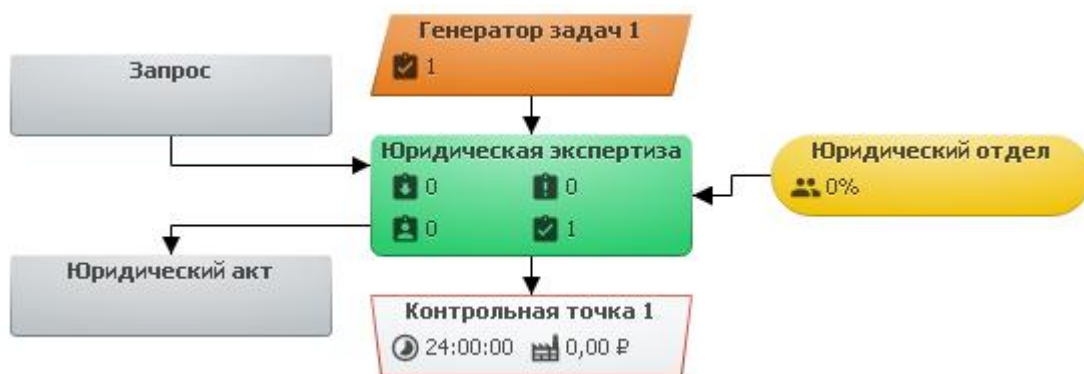 Генератор задач 1
1
Запрос
Юридическая экспертиза
0 0
0 1
Юридический отдел
0%
Юридический акт
Контрольная точка 1
24:00:00 0,00 ₽